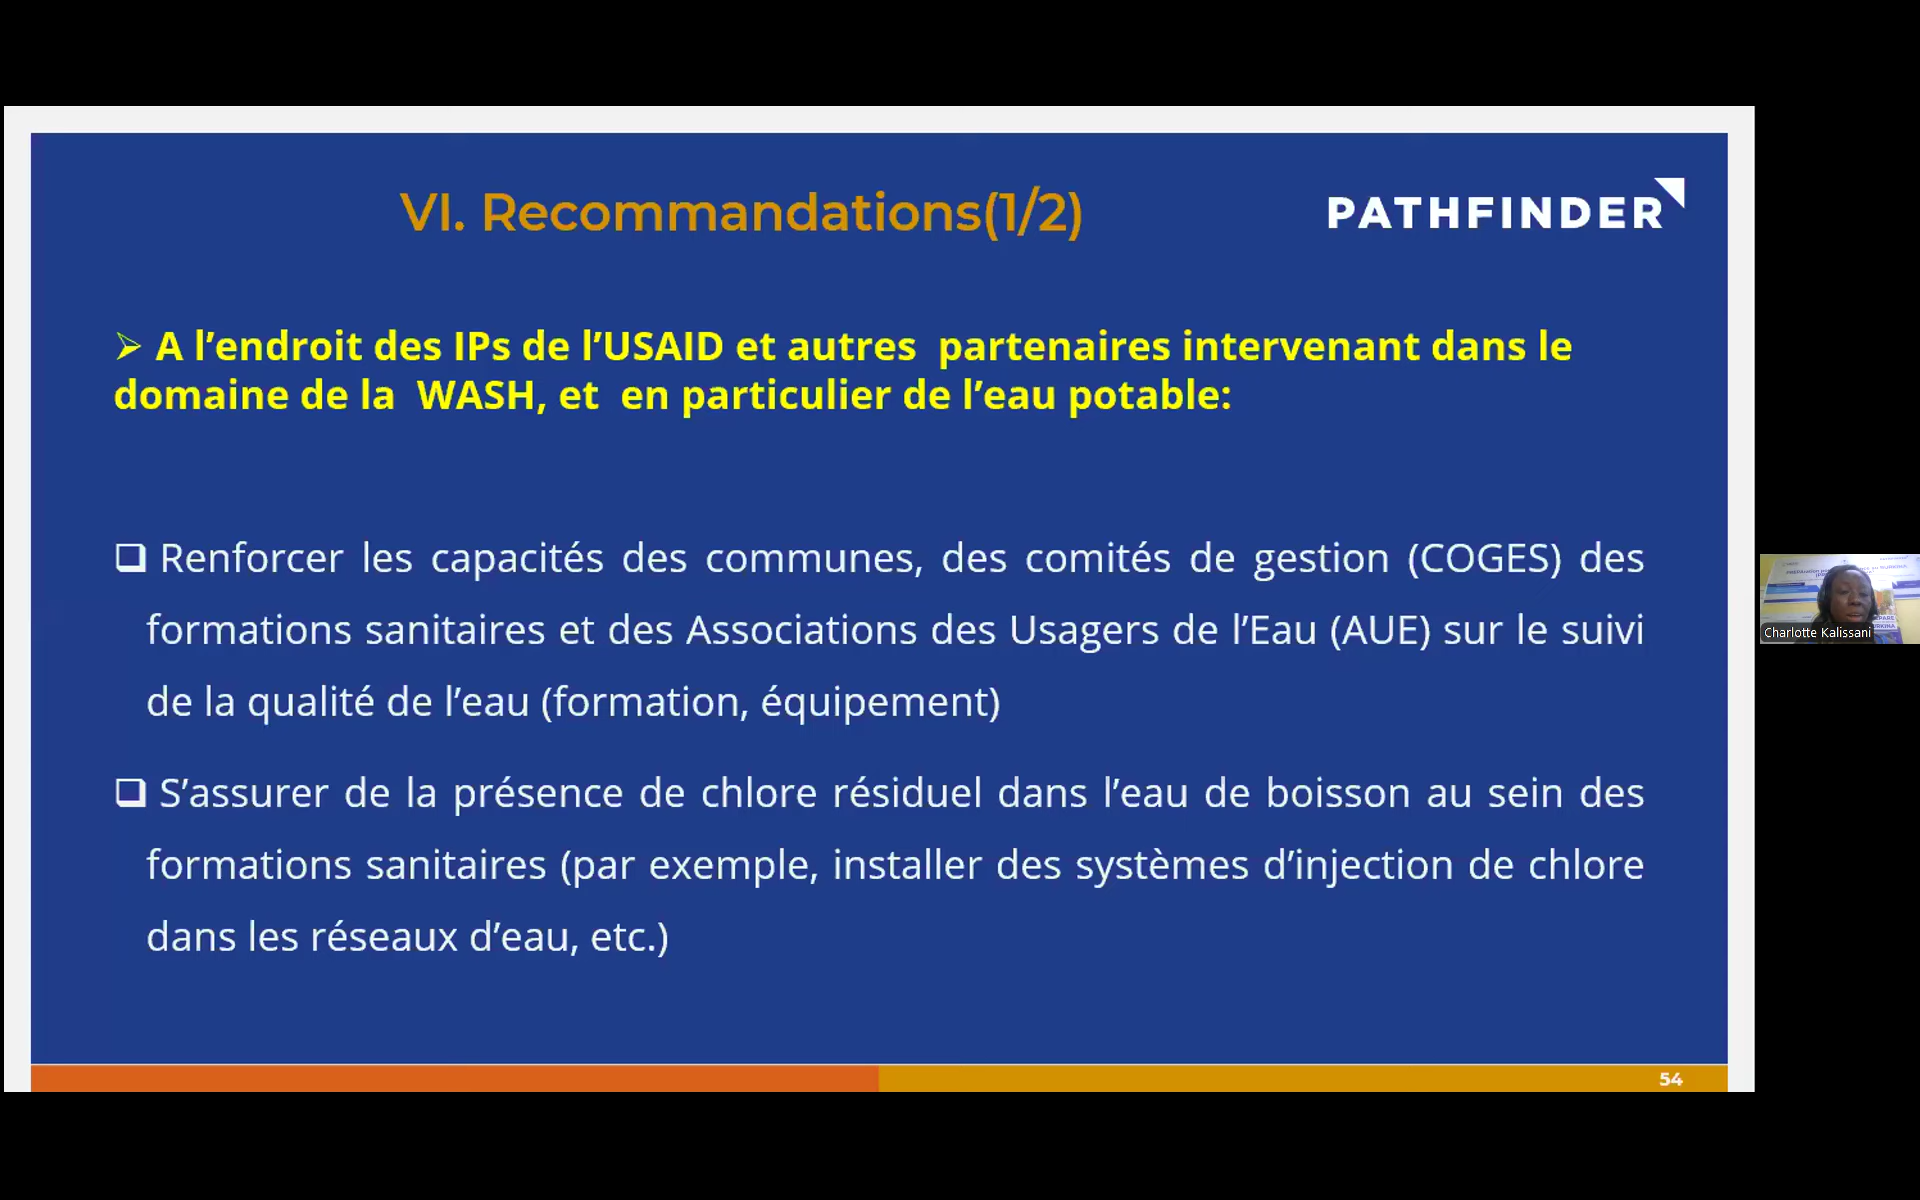 VI. Recommandations(1/2)
PATHFINDER
➢ A l’endroit des IPs de l’USAID et autres partenaires intervenant dans le
domaine de la WASH, et en particulier de l’eau potable:
❑ Renforcer les capacités des communes, des comités de gestion (COGES) des
formations sanitaires et des Associations des Usagers de l’Eau (AUE) sur le suivi
de la qualité de l’eau (formation, équipement)
❑ S’assurer de la présence de chlore résiduel dans l’eau de boisson au sein des
formations sanitaires (par exemple, installer des systèmes d’injection de chlore
dans les réseaux d’eau, etc.)
54
Charlotte Kalissani